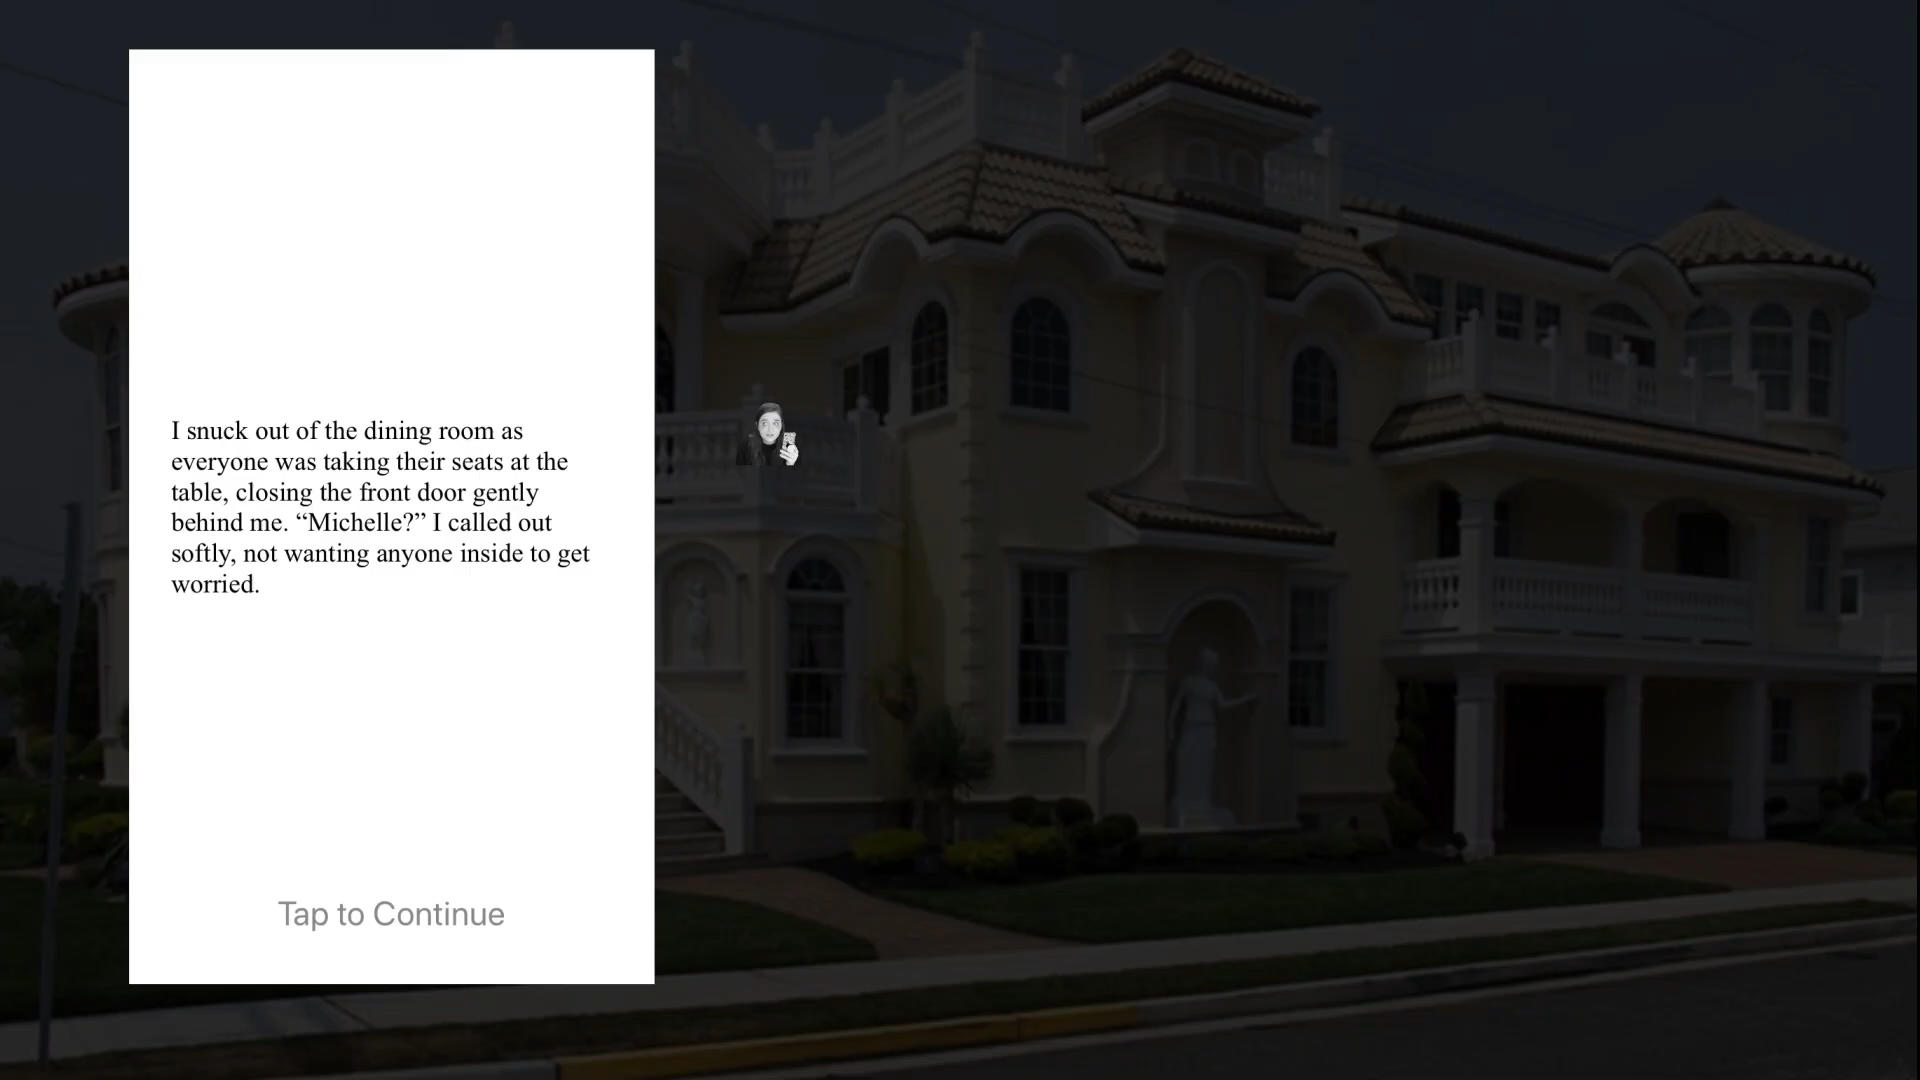 I snuck out of the dining room as
everyone was taking their seats at the
table, closing the front door gently
behind me. “Michelle?” I called out
softly, not wanting anyone inside to get
worried.
Tap to Continue